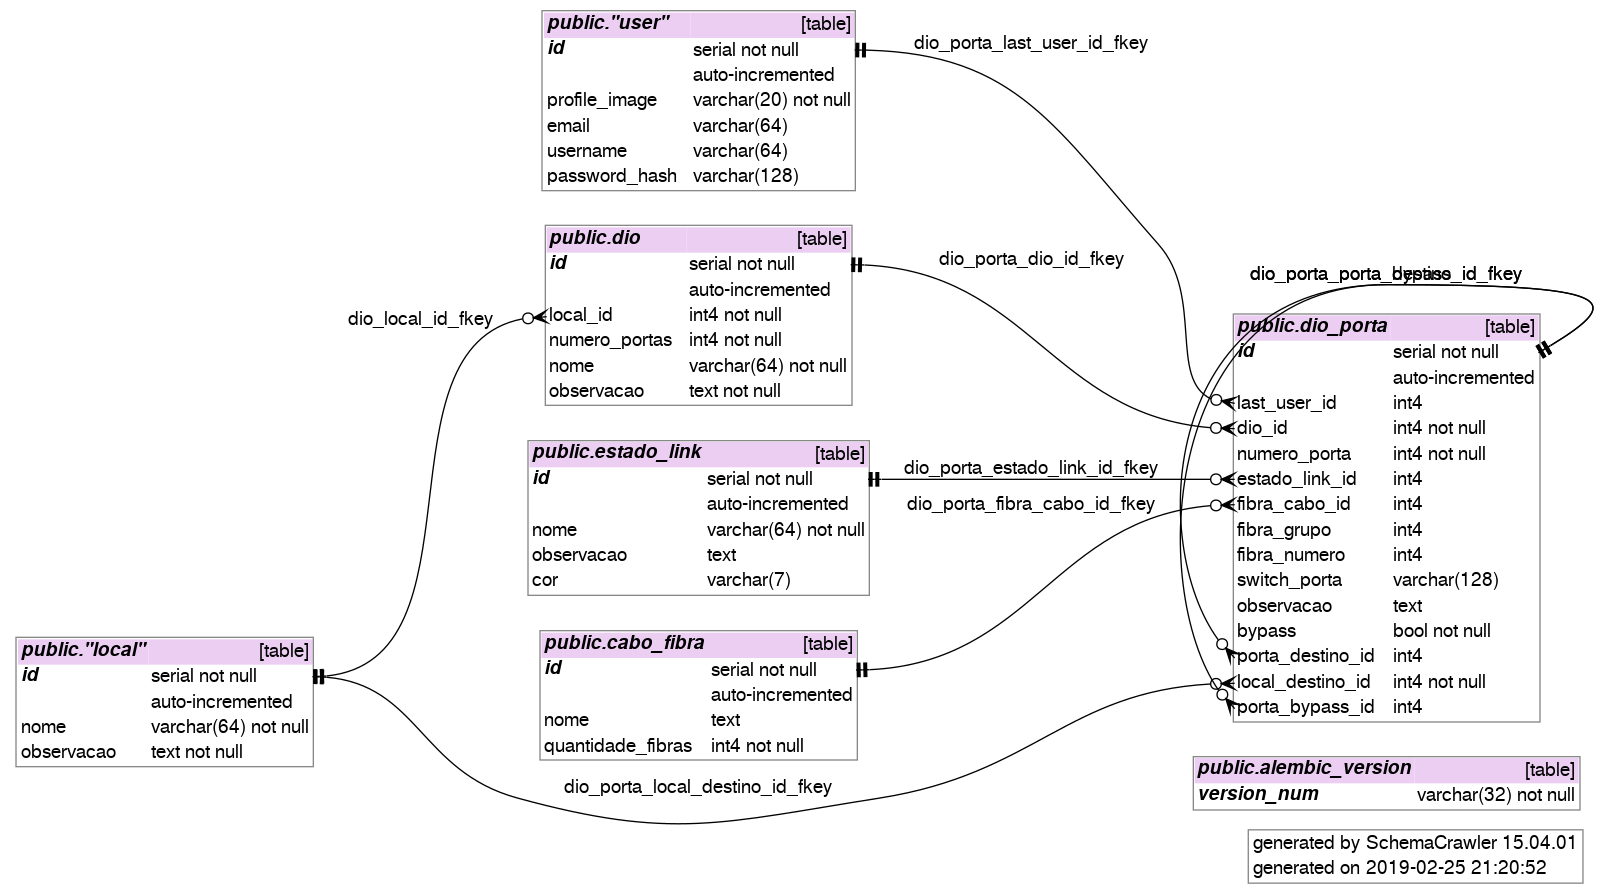 public."user" [table]
id serial not null
auto-incremented
profile_image varchar(20) not null
email varchar(64)
username varchar(64)
password_hash varchar(128)
dio_porta_last_user_id_fkey
public.dio [table]
id serial not null
auto-incremented
local_id int4 not null
numero_portas int4 not null
nome varchar(64) not null
observacao text not null
dio_porta_dio_id_fkey
dio_local_id_fkey
public.estado_link [table]
id serial not null
auto-incremented
nome varchar(64) not null
observacao text
cor varchar(7)
dio_porta_estado_link_id_fkey
dio_porta_fibra_cabo_id_fkey
public."local" [table]
id serial not null
auto-incremented
nome varchar(64) not null
observacao text not null
public.cabo_fibra [table]
id serial not null
auto-incremented
nome text
quantidade_fibras int4 not null
dio_porta_local_destino_id_fkey
public.dio_porta [table]
id serial not null
auto-incremented
last_user_id int4
dio_id int4 not null
numero_porta int4 not null
estado_link_id int4
fibra_cabo_id int4
fibra_grupo int4
fibra_numero int4
switch_porta varchar(128)
observacao text
bypass bool not null
porta_destino_id int4
local_destino_id int4 not null
porta_bypass_id int4
public.alembic_version [table]
version_num varchar(32) not null
generated by SchemaCrawler 15.04.01
generated on 2019-02-25 21:20:52